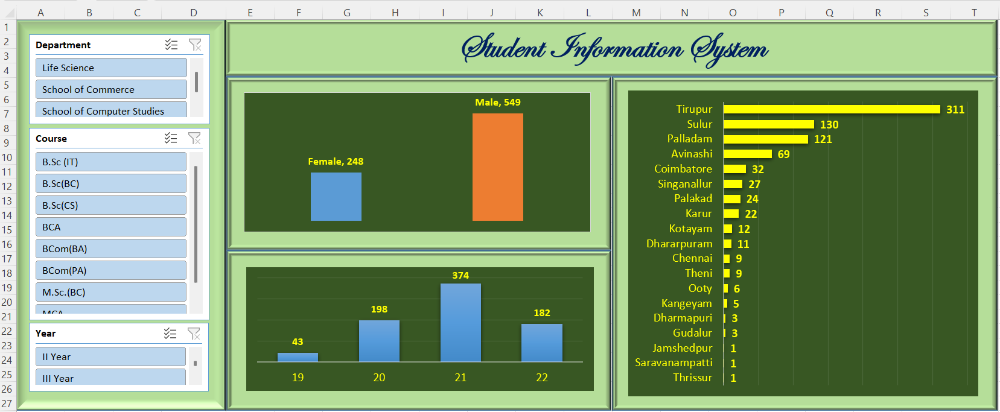 A B C D E F G H I J K L M N O P Q R S T
1
2
3
4
5
6
7
8
9
10
11
12
13
14
15
16
17
18
19
20
21
22
23
24
25
26
27
Department
Life Science
School of Commerce
School of Computer Studies
Course
B.Sc (IT)
B.Sc(BC)
B.Sc(CS)
BCA
BCom(BA)
BCom(PA)
M.Sc.(BC)
MCA
Year
II Year
III Year
Student Information System
Female, 248
Male, 549
43
198
374
182
19 20 21 22
Tirupur 311
Sulur 130
Palladam 121
Avinashi 69
Coimbatore 32
Singanallur 27
Palakad 24
Karur 22
Kotayam 12
Dhararpuram 11
Chennai 9
Theni 9
Ooty 6
Kangeyam 5
Dharmapuri 3
Gudalur 3
Jamshedpur 1
Saravanampatti 1
Thrissur 1